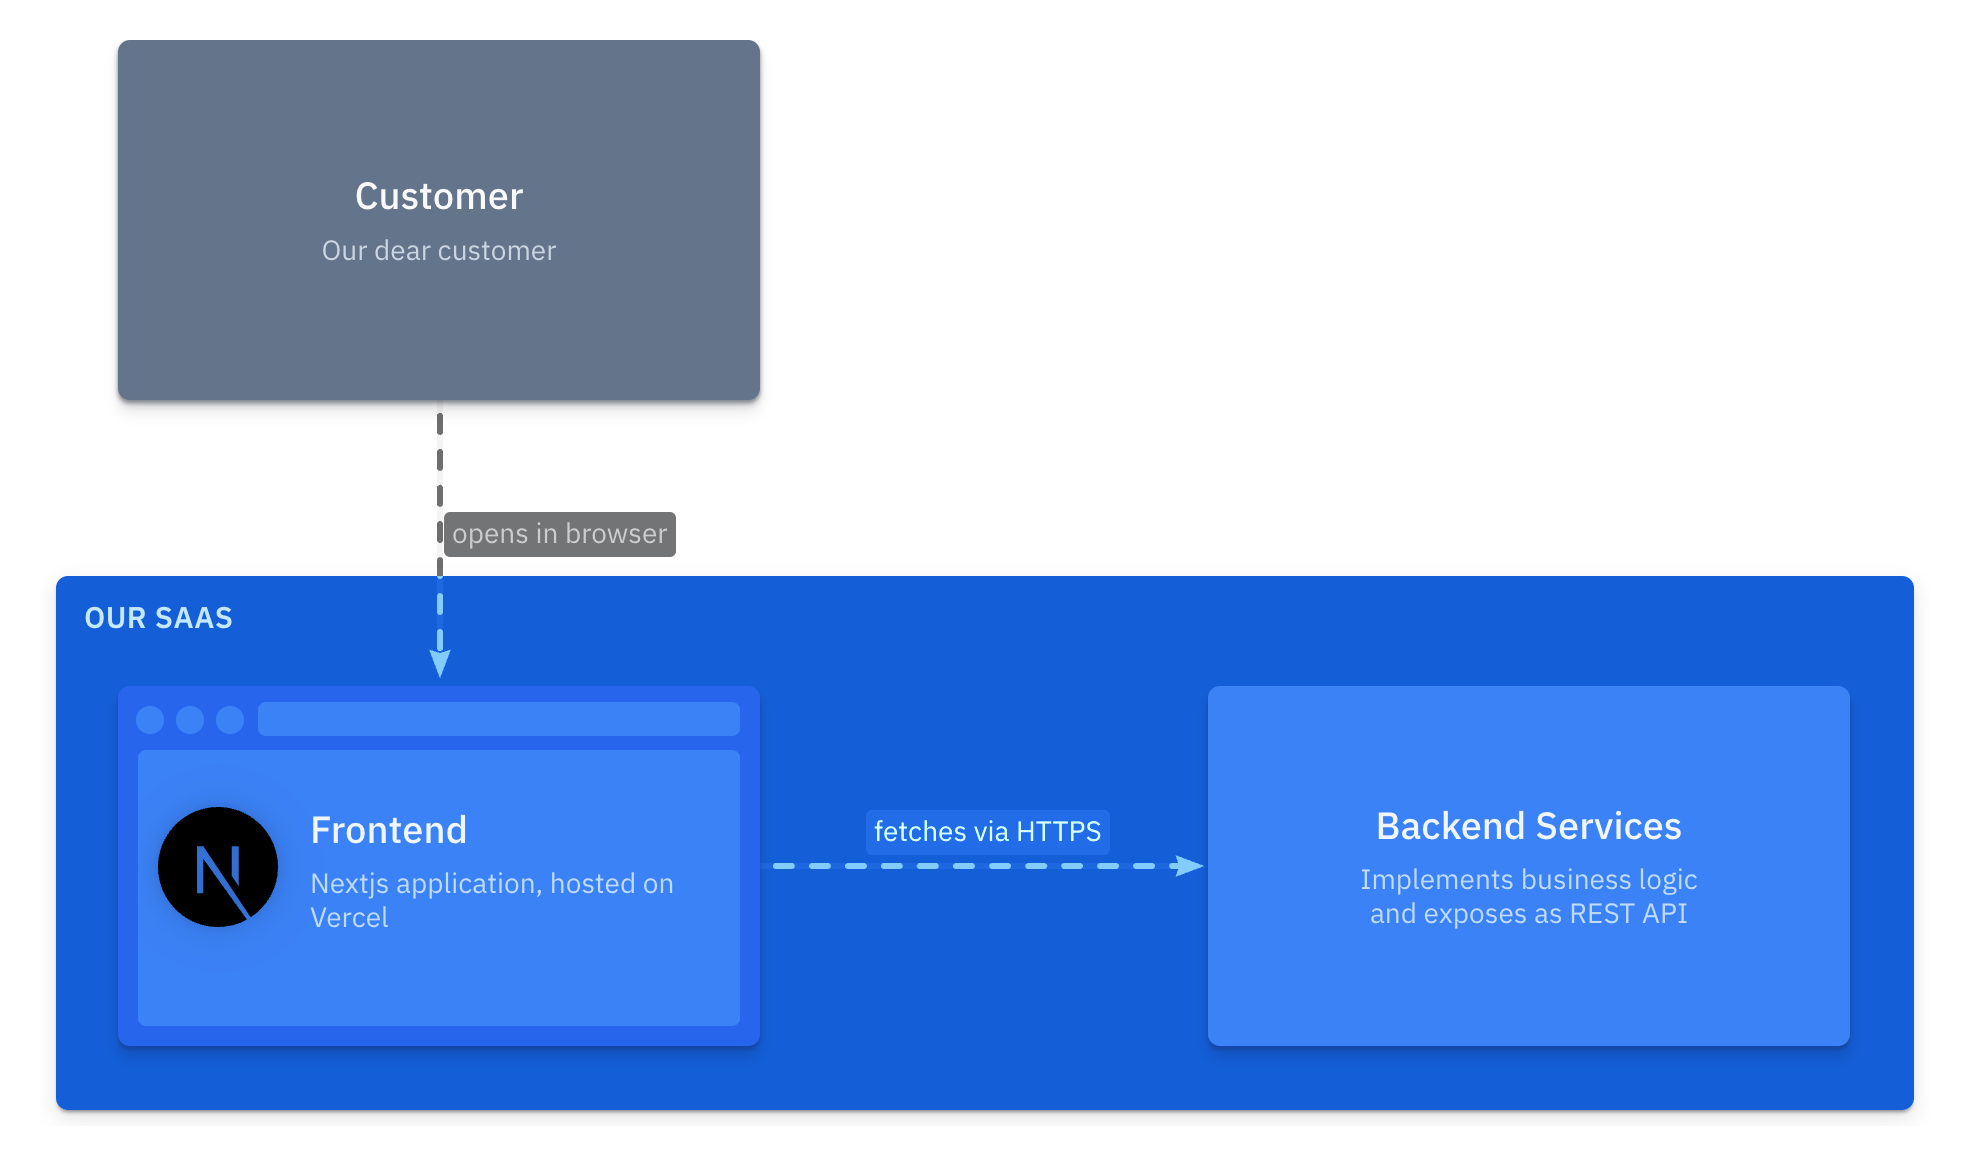 Customer
Our dear customer
opens in browser
OUR SAAS
Frontend
Nextjs application, hosted on
Vercel
fetches via HTTPS
Backend Services
Implements business logic
and exposes as REST API